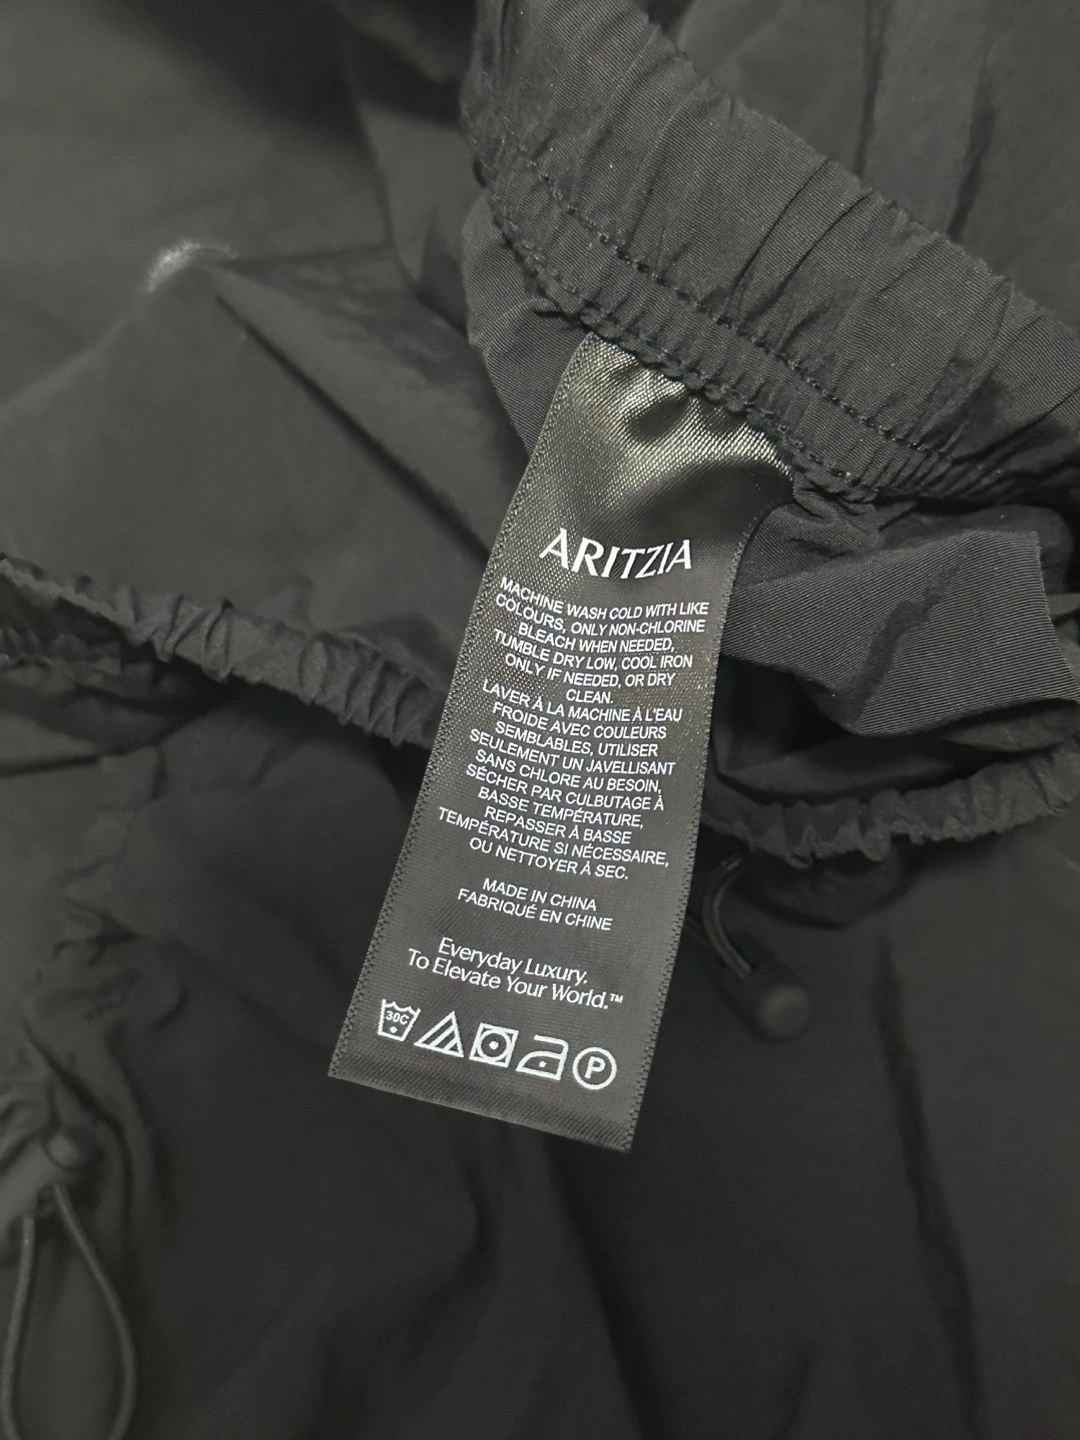 ARITZIA
MACHINE WASH COLD WITH LIKE
COLOURS, ONLY NON-CHLORINE
BLEACH WHEN NEEDED,
TUMBLE DRY LOW, COOL IRON
ONLY IF NEEDED, OR DRY
CLEAN.
LAVER À LA MACHINE À L'EAU
FROIDE AVEC COULEURS
SEMBLABLES, UTILISER
SEULEMENT UN JAVELLISANT
SANS CHLORE AU BESOIN,
SÉCHER PAR CULBUTAGE À
BASSE TEMPÉRATURE,
REPASSER À BASSE
TEMPÉRATURE SI NÉCESSAIRE,
OU NETTOYER À SEC.
MADE IN CHINA
FABRIQUÉ EN CHINE
Everyday Luxury.
To Elevate Your World.™
30C P